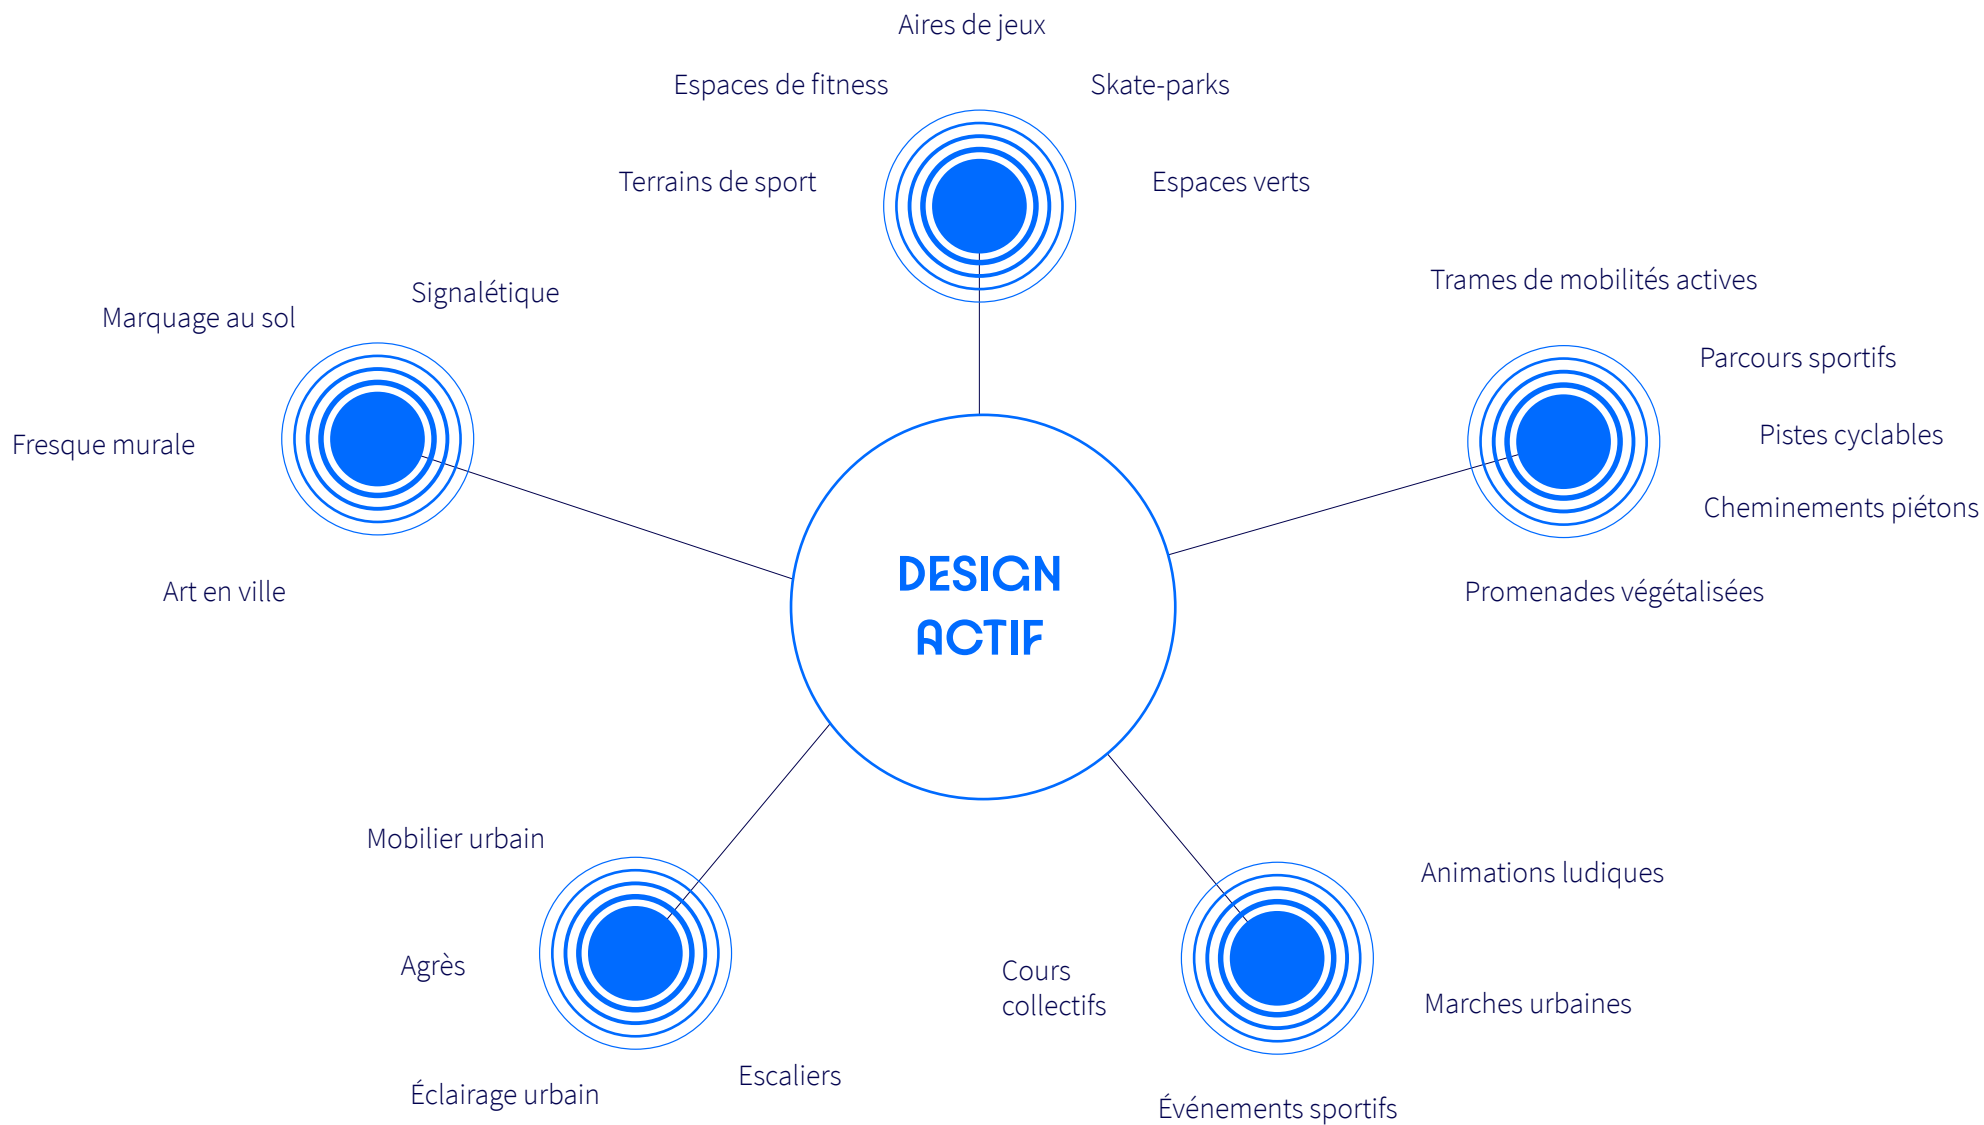 Aires de jeux
Espaces de fitness
Skate-parks
Terrains de sport
Espaces verts
Signalétique
Marquage au sol
Fresque murale
Art en ville
Trames de mobilités actives
Parcours sportifs
Pistes cyclables
Cheminements piétons
Promenades végétalisées
DESIGN
ACTIF
Mobilier urbain
Agrès
Éclairage urbain
Escaliers
Animations ludiques
Cours
collectifs
Marches urbaines
Événements sportifs